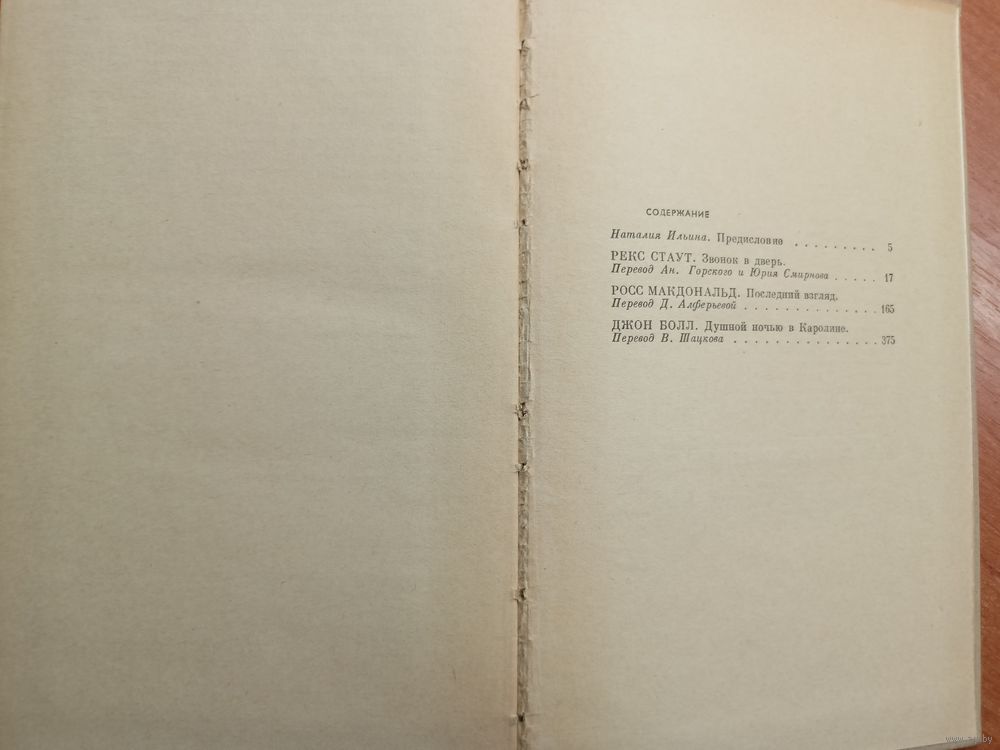 СОДЕРЖАНИЕ
Наталия Ильина. Предисловие . . . . . . . . . 5
РЕКС СТАУТ. Звонок в дверь.
Перевод Ан. Горского и Юрия Смирнова . . . . . 17
РОСС МАКДОНАЛЬД. Последний взгляд.
Перевод Д. Алферьевой . . . . . . . . . . . . . . 165
ДЖОН БОЛЛ. Душной ночью в Каролине.
Перевод В. Шацкова . . . . . . . . . . . . . . . 375